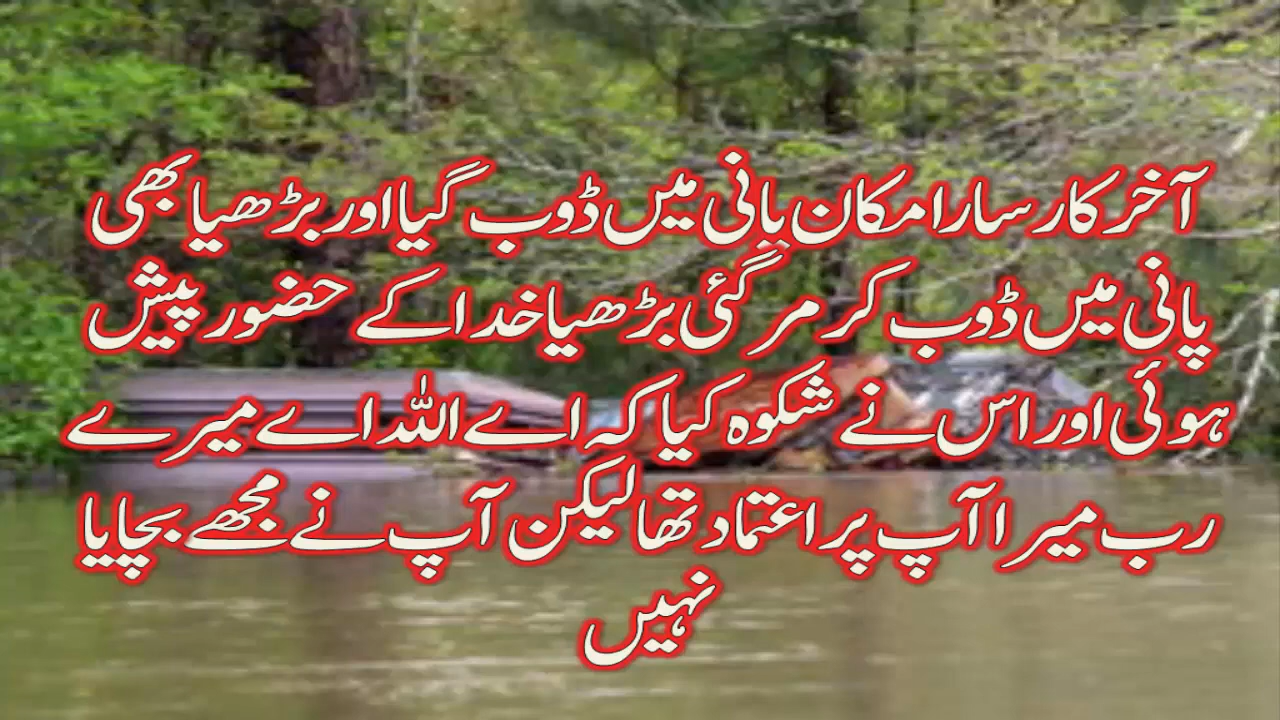 آخر کار سارا مکان پانی میں ڈوب گیا اور بڑھیا بھی
پانی میں ڈوب کر مر گئی بڑھیا خدا کے حضور پیش
ہوئی اور اس نے شکوہ کیا کہ اے اللہ اے میرے
رب میرا آپ پر اعتماد تھا لیکن آپ نے مجھے بچایا
نہیں